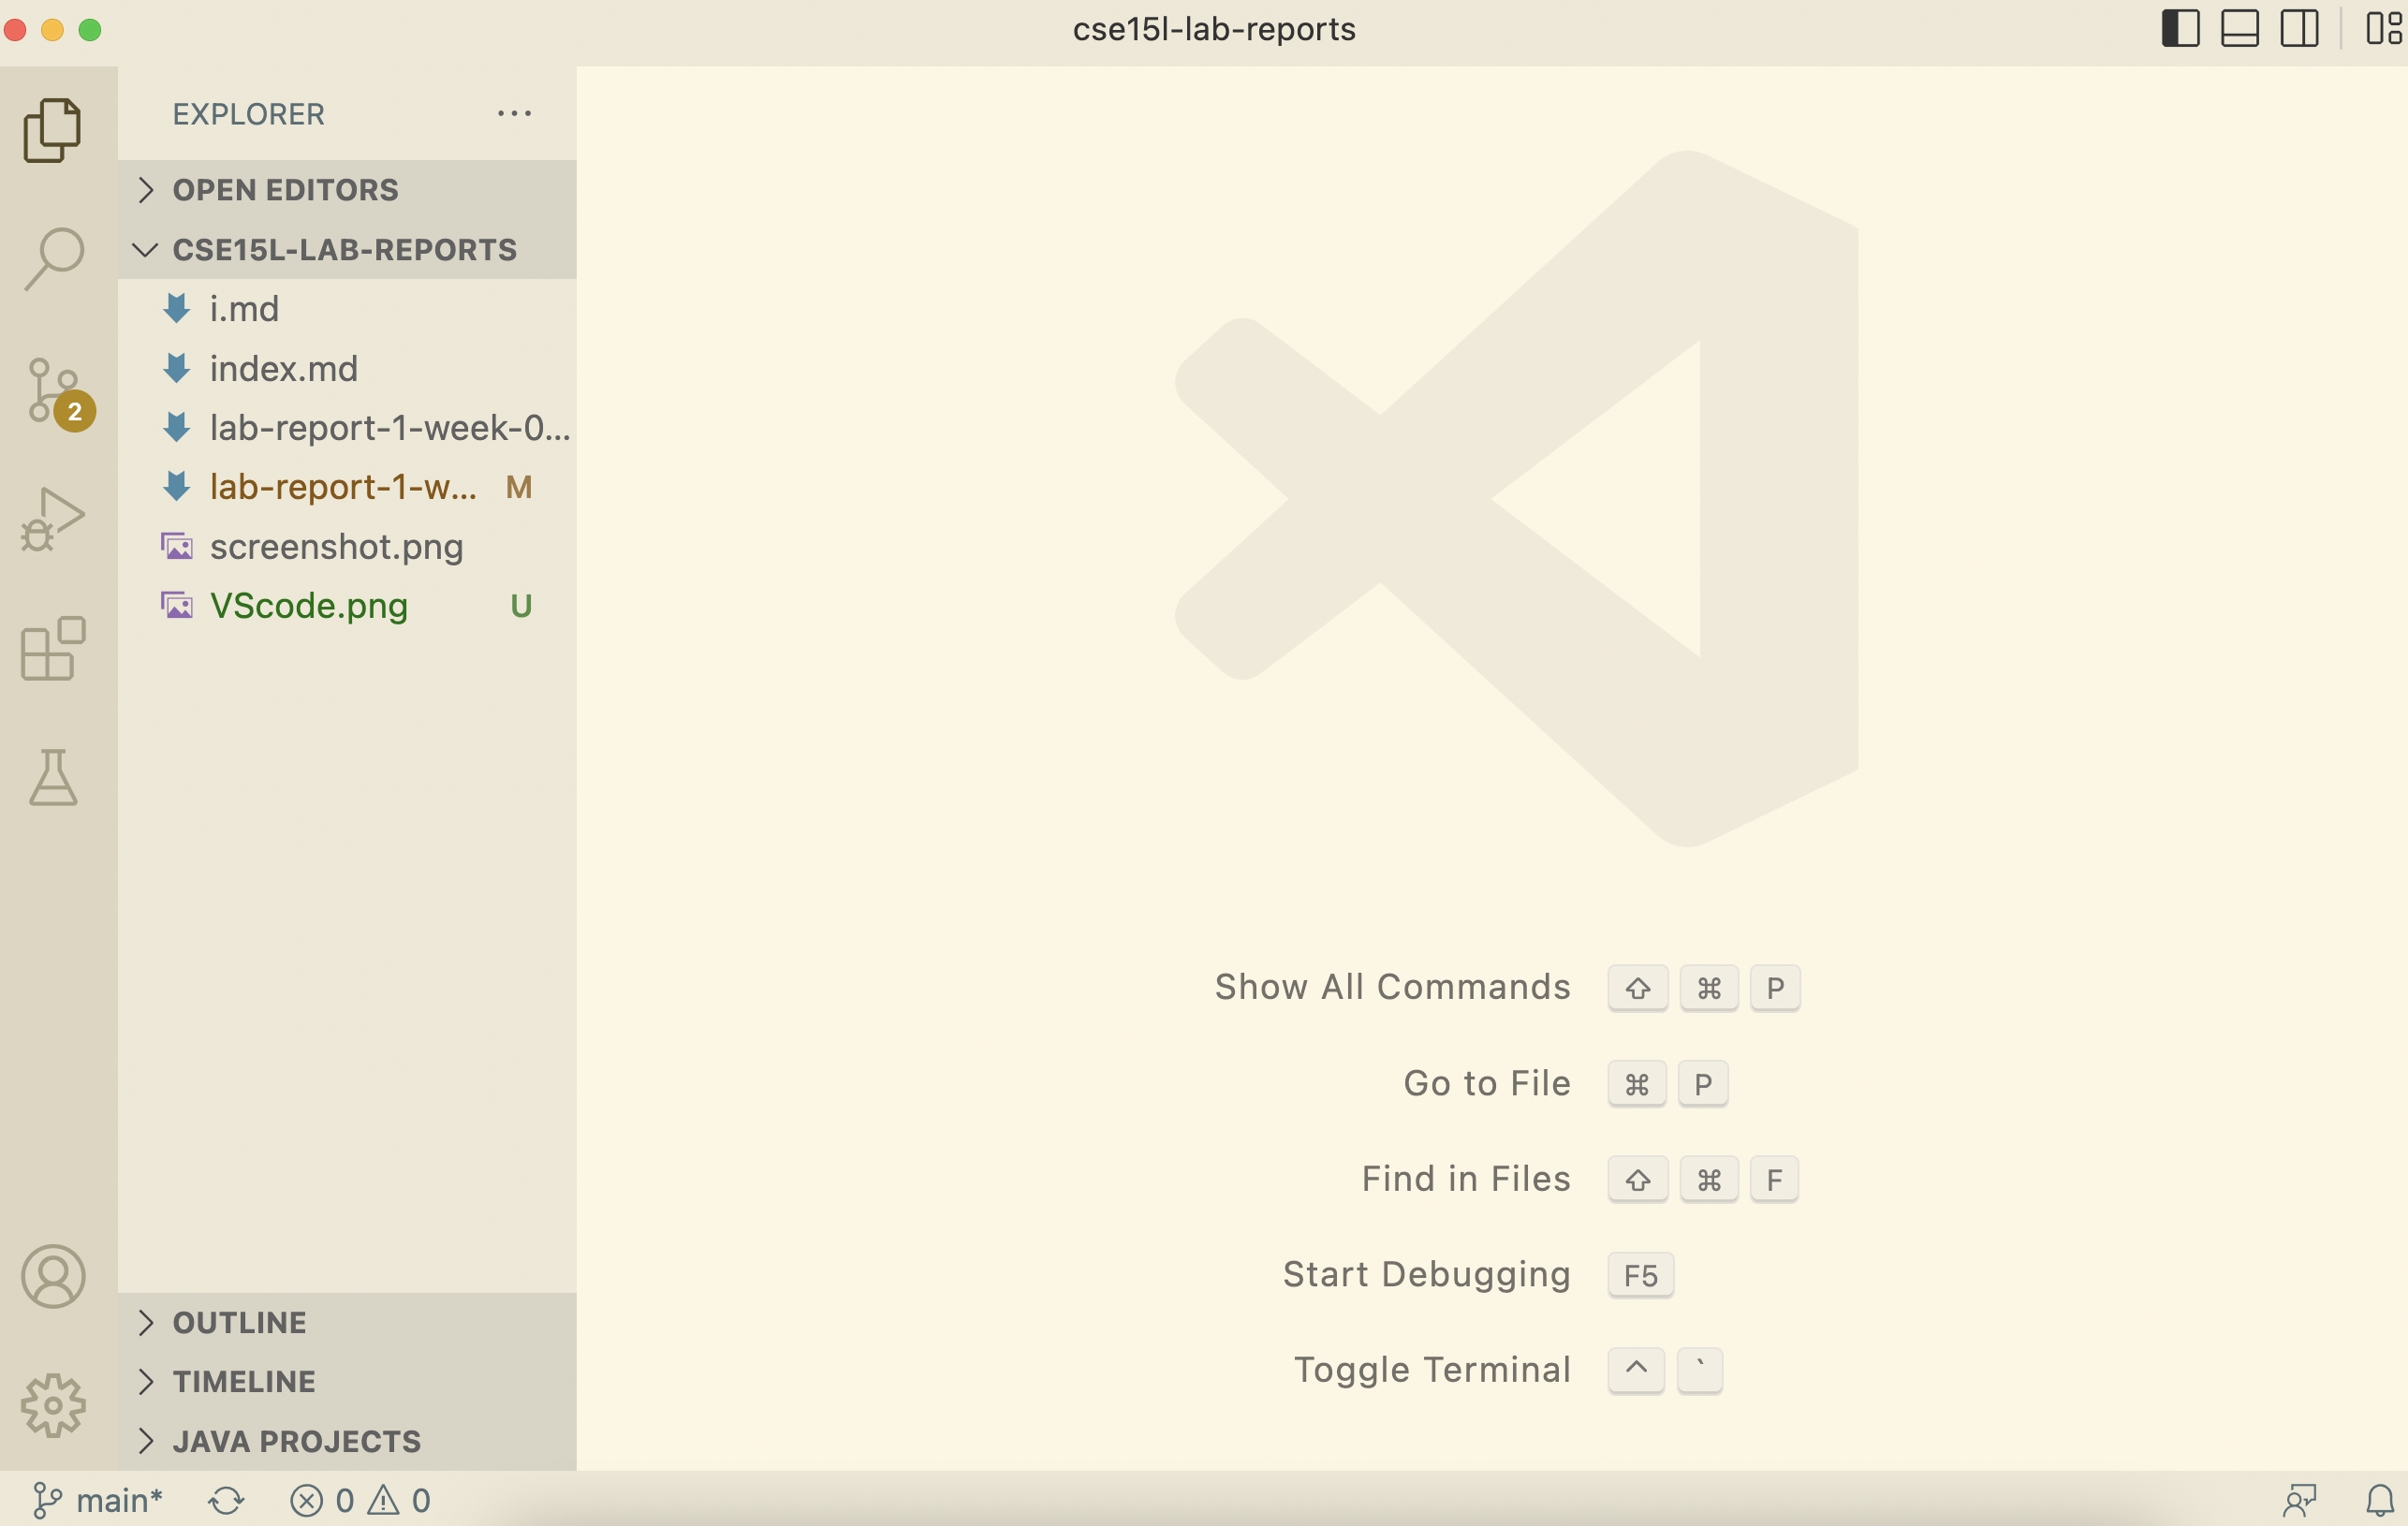 cse15l-lab-reports
EXPLORER
OPEN EDITORS
CSE15L-LAB-REPORTS
i.md
index.md
lab-report-1-week-0...
lab-report-1-w... M
screenshot.png
VScode.png U
2
OUTLINE
TIMELINE
JAVA PROJECTS
Show All Commands ⇧ ⌘ P
Go to File ⌘ P
Find in Files ⇧ ⌘ F
Start Debugging F5
Toggle Terminal ^ `
main* 0 0